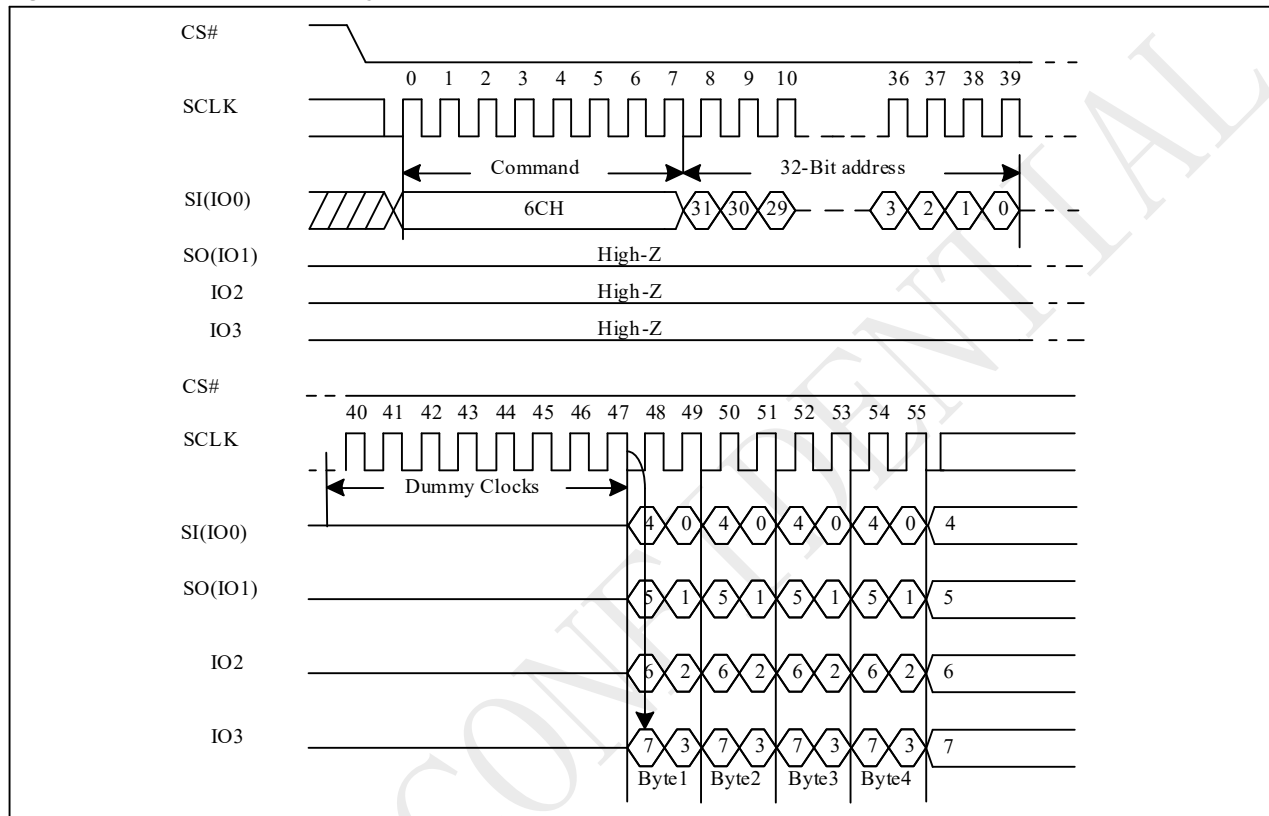 CS#
0 1 2 3 4 5 6 7 8 9 10 36 37 38 39
SCLK
Command 32-Bit address
SI(IO0) 6CH 31 30 29 3 2 1 0
SO(IO1) High-Z
IO2 High-Z
IO3 High-Z
CS#
40 41 42 43 44 45 46 47 48 49 50 51 52 53 54 55
SCLK
Dummy Clocks
SI(IO0) 4 0 4 0 4 0 4 0 4
SO(IO1) 5 1 5 1 5 1 5 1 5
IO2 6 2 6 2 6 2 6 2 6
IO3 7 3 7 3 7 3 7 3 7
Byte1 Byte2 Byte3 Byte4
CONFIDENTIAL